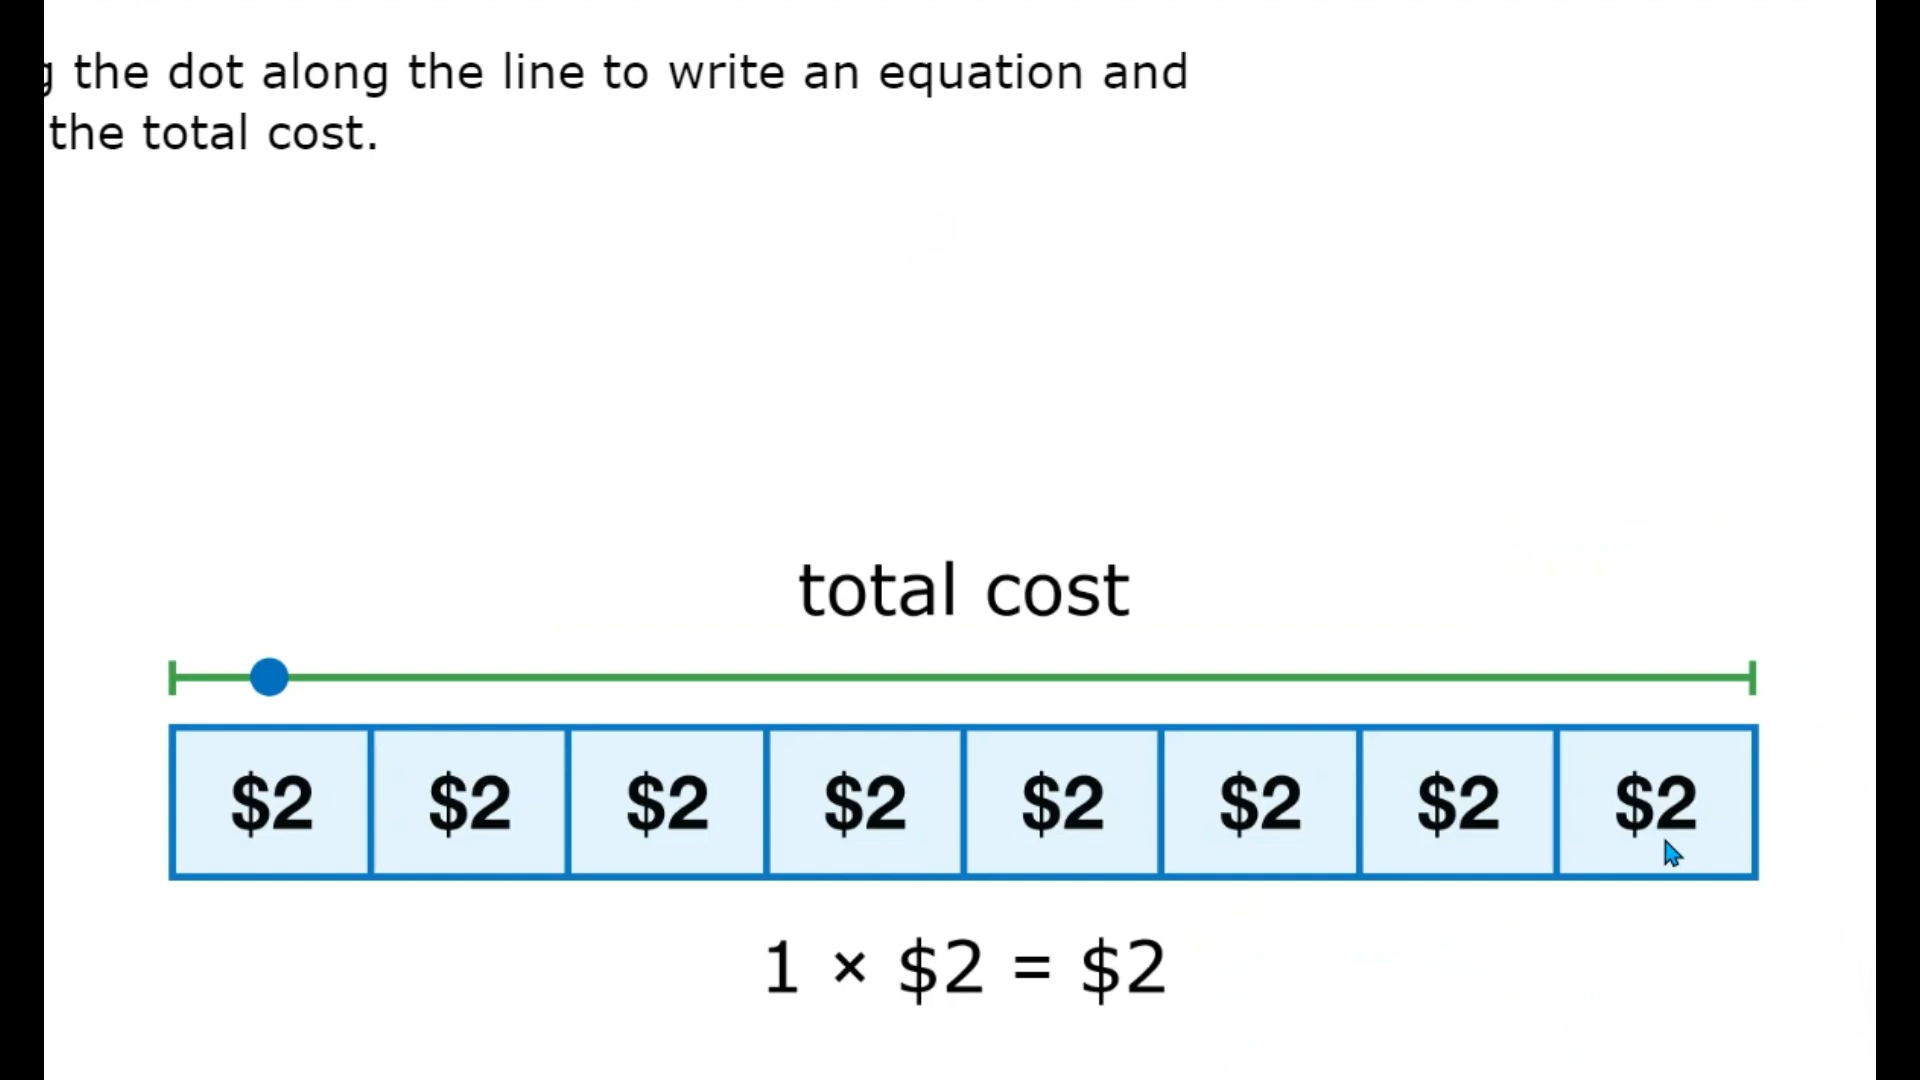 the dot along the line to write an equation and
the total cost.
total cost
$2 $2 $2 $2 $2 $2 $2 $2
1 × $2 = $2